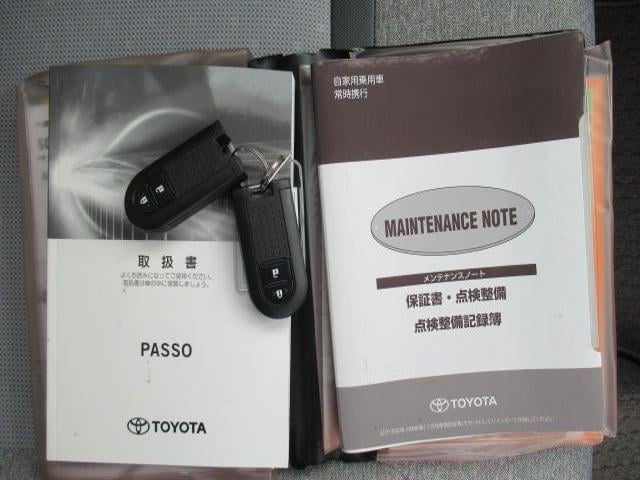 取扱書
よくお読みになってご使用ください。
取扱書は車の中に保管しましょう。
PASSO
TOYOTA
自家用乗用車
常時携行
MAINTENANCE NOTE
メンテナンスノート
保証書・点検整備
点検整備記録簿
TOYOTA